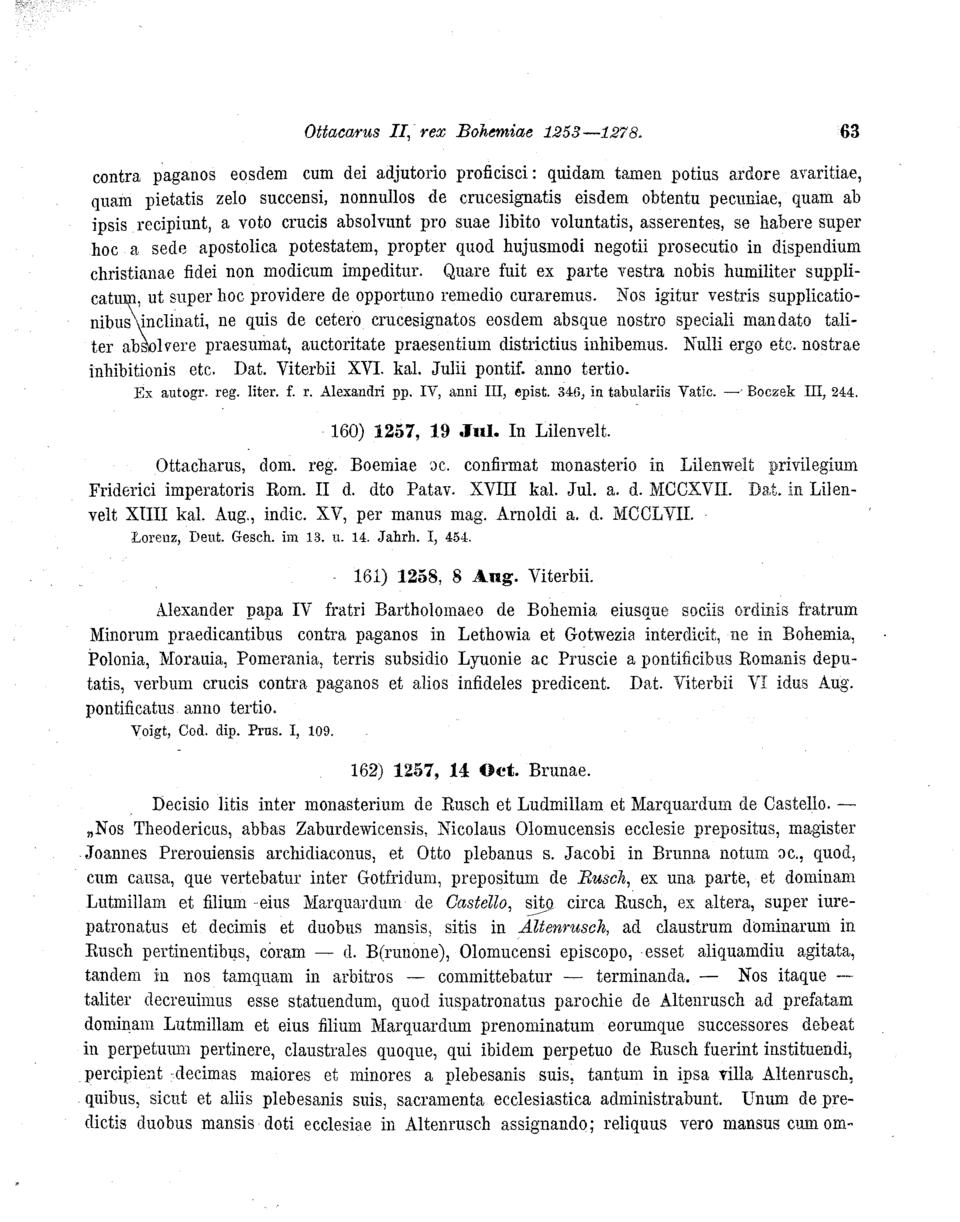 Ottacarus II, rex Bohemiae 1253—1278. 63
contra paganos eosdem cum dei adjutorio proficisci: quidam tamen potius ardore avaritiae,
quam pietatis zelo succensi, nonnullos de crucesignatis eisdem obtentu pecuniae, quam ab
ipsis recipiunt, a voto crucis absolvunt pro suae libito voluntatis, asserentes, se habere super
hoc a sede apostolica potestatem, propter quod hujusmodi negotii prosecutio in dispendium
christianae fidei non modicum impeditur. Quare fuit ex parte vestra nobis humiliter suppli-
catum, ut super hoc providere de opportuno remedio curaremus. Nos igitur vestris supplicatio-
nibus inclinati, ne quis de cetero crucesignatos eosdem absque nostro speciali mandato tali-
ter absolvere praesumat, auctoritate praesentium districtius inhibemus. Nulli ergo etc. nostrae
inhibitionis etc. Dat. Viterbii XVI. kal. Julii pontif. anno tertio.
Ex autogr. reg. liter. f. r. Alexandri pp. IV, anni III, epist. 346, in tabulariis Vatic. — Boczek III, 244.
160) 1257, 19 Jul. In Lilenvelt.
Ottacharus, dom. reg. Boemiae ɔc. confirmat monasterio in Lilenwelt privilegium
Friderici imperatoris Rom. II d. dto Patav. XVIII kal. Jul. a. d. MCCXVII. Dat. in Lilen-
velt XIIII kal. Aug., indic. XV, per manus mag. Arnoldi a. d. MCCLVII.
Lorenz, Deut. Gesch. im 13. u. 14. Jahrh. I, 454.
161) 1258, 8 Aug. Viterbii.
Alexander papa IV fratri Bartholomaeo de Bohemia eiusque sociis ordinis fratrum
Minorum praedicantibus contra paganos in Lethowia et Gotwezia interdicit, ne in Bohemia,
Polonia, Morauia, Pomerania, terris subsidio Lyuonie ac Pruscie a pontificibus Romanis depu-
tatis, verbum crucis contra paganos et alios infideles predicent. Dat. Viterbii VI idus Aug.
pontificatus anno tertio.
Voigt, Cod. dip. Prus. I, 109.
162) 1257, 14 Oct. Brunae.
Decisio litis inter monasterium de Rusch et Ludmillam et Marquardum de Castello. —
„Nos Theodericus, abbas Zaburdewicensis, Nicolaus Olomucensis ecclesie prepositus, magister
Joannes Prerouiensis archidiaconus, et Otto plebanus s. Jacobi in Brunna notum ɔc., quod,
cum causa, que vertebatur inter Gotfridum, prepositum de Rusch, ex una parte, et dominam
Lutmillam et filium eius Marquardum de Castello, sito circa Rusch, ex altera, super iure-
patronatus et decimis et duobus mansis, sitis in Altenrusch, ad claustrum dominarum in
Rusch pertinentibus, coram — d. B(runone), Olomucensi episcopo, esset aliquamdiu agitata,
tandem in nos tamquam in arbitros — committebatur — terminanda. — Nos itaque —
taliter decreuimus esse statuendum, quod iuspatronatus parochie de Altenrusch ad prefatam
dominam Lutmillam et eius filium Marquardum prenominatum eorumque successores debeat
in perpetuum pertinere, claustrales quoque, qui ibidem perpetuo de Rusch fuerint instituendi,
percipient decimas maiores et minores a plebesanis suis, tantum in ipsa villa Altenrusch,
quibus, sicut et aliis plebesanis suis, sacramenta ecclesiastica administrabunt. Unum de pre-
dictis duobus mansis doti ecclesiae in Altenrusch assignando; reliquus vero mansus cum om-